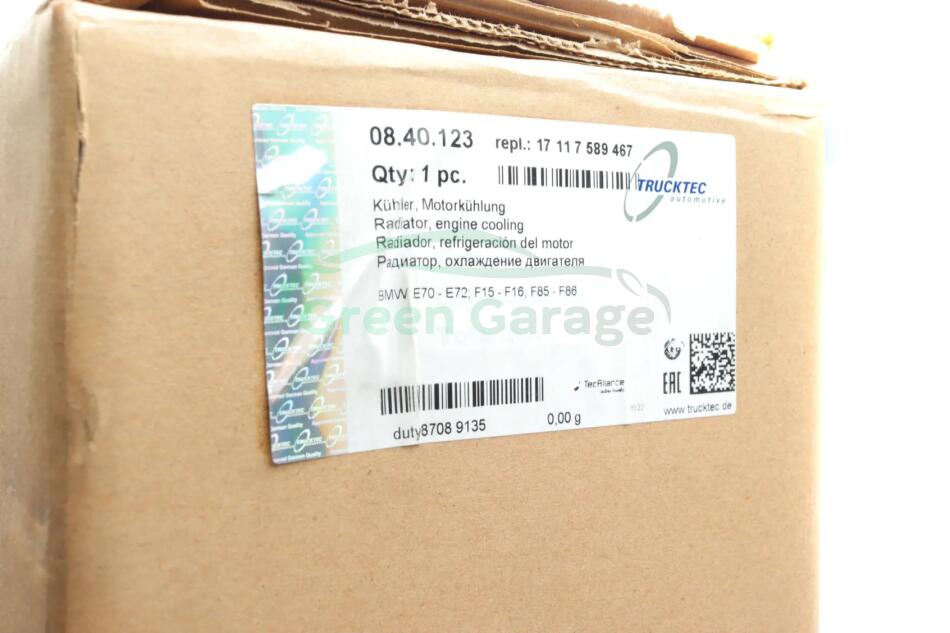 08.40.123 repl.: 17 11 7 589 467
Qty: 1 pc.
TRUCKTEC
automotive
Kühler, Motorkühlung
Radiator, engine cooling
Radiador, refrigeración del motor
Радиатор, охлаждение двигателя
BMW E70 - E72; F15 - F16; F85 - F86
Green Garage
TecAlliance
EAC
duty8708 9135
0,00 g
www.trucktec.de
TRUCKTEC